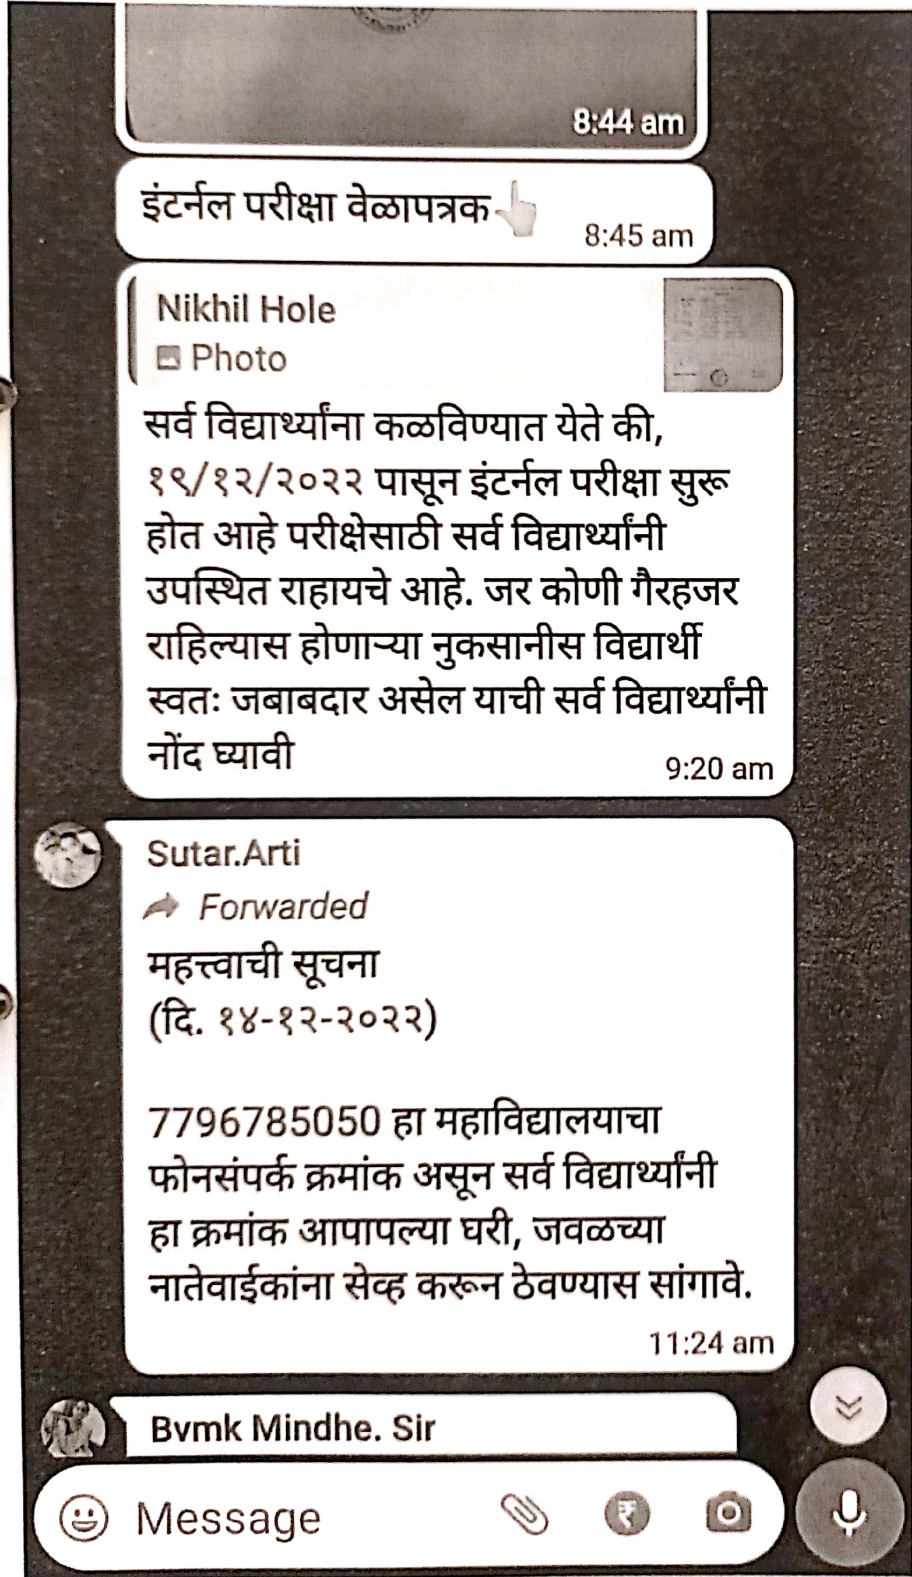 8:44 am
इंटर्नल परीक्षा वेळापत्रक👆
8:45 am
Nikhil Hole
Photo
सर्व विद्यार्थ्यांना कळविण्यात येते की,
१९/१२/२०२२ पासून इंटर्नल परीक्षा सुरू
होत आहे परीक्षेसाठी सर्व विद्यार्थ्यांनी
उपस्थित राहायचे आहे. जर कोणी गैरहजर
राहिल्यास होणाऱ्या नुकसानीस विद्यार्थी
स्वतः जबाबदार असेल याची सर्व विद्यार्थ्यांनी
नोंद घ्यावी
9:20 am
Sutar.Arti
Forwarded
महत्त्वाची सूचना
(दि. १४-१२-२०२२)
7796785050 हा महाविद्यालयाचा
फोनसंपर्क क्रमांक असून सर्व विद्यार्थ्यांनी
हा क्रमांक आपापल्या घरी, जवळच्या
नातेवाईकांना सेव्ह करून ठेवण्यास सांगावे.
11:24 am
Bvmk Mindhe. Sir
Message